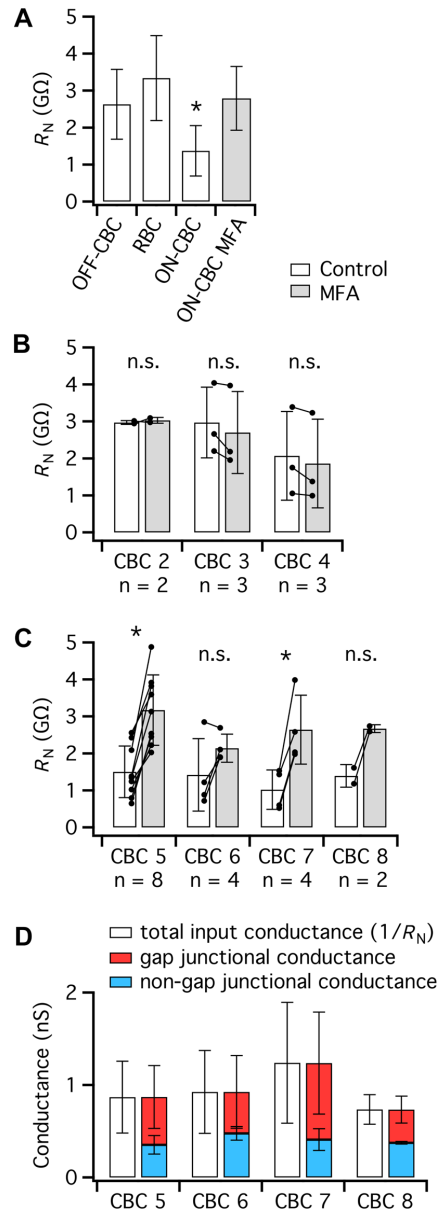 A
5
4
3
2
1
0
R_N (GΩ)
*
OFF-CBC
RBC
ON-CBC
ON-CBC MFA
Control
MFA
B
5
4
3
2
1
0
R_N (GΩ)
n.s.
n.s.
n.s.
CBC 2
n = 2
CBC 3
n = 3
CBC 4
n = 3
C
5
4
3
2
1
0
R_N (GΩ)
*
n.s.
*
n.s.
CBC 5
n = 8
CBC 6
n = 4
CBC 7
n = 4
CBC 8
n = 2
D
total input conductance (1/R_N)
gap junctional conductance
non-gap junctional conductance
2
1
0
Conductance (nS)
CBC 5
CBC 6
CBC 7
CBC 8